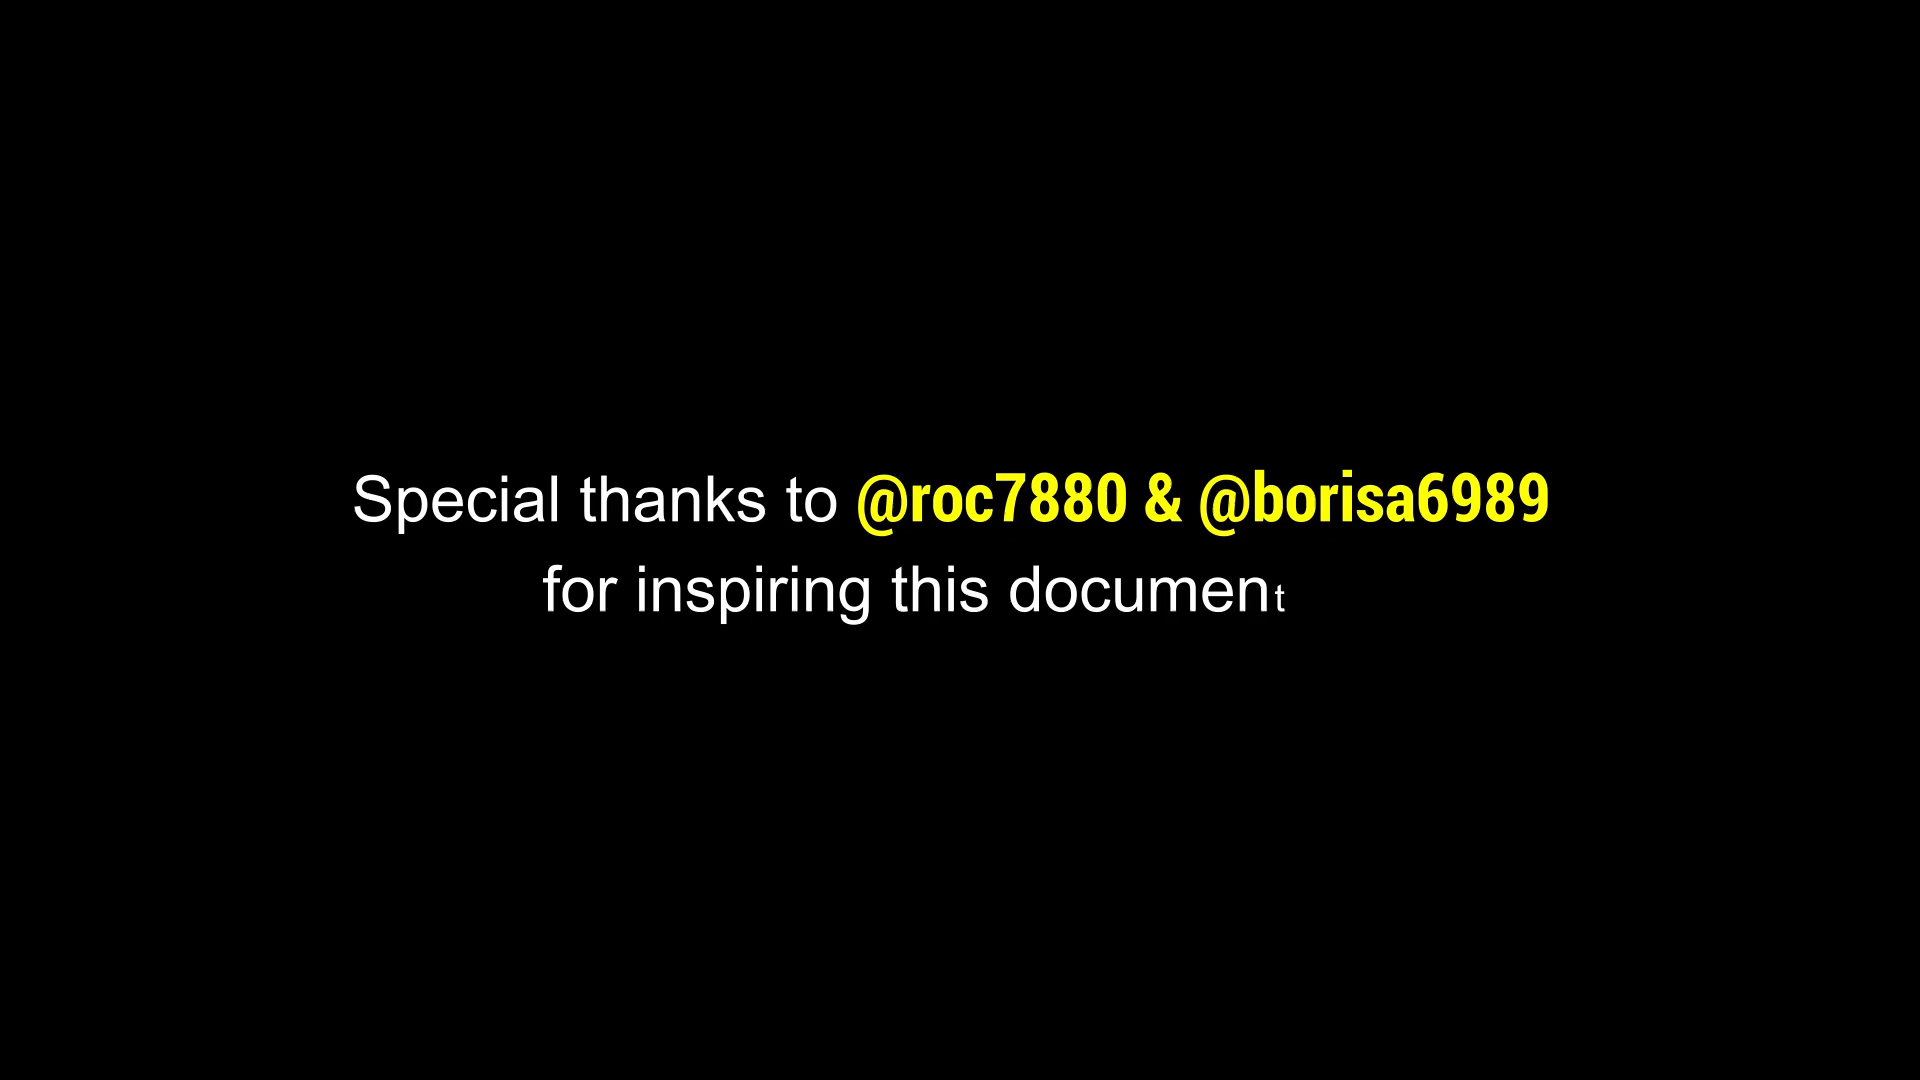 Special thanks to @roc7880 & @borisa6989
for inspiring this document